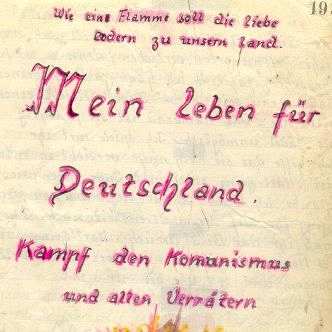 19
Wie eine Flamme soll die liebe
lodern zu unsern land.
Mein leben für
Deutschland.
Kampf den Komunismus
und allen Verrätern